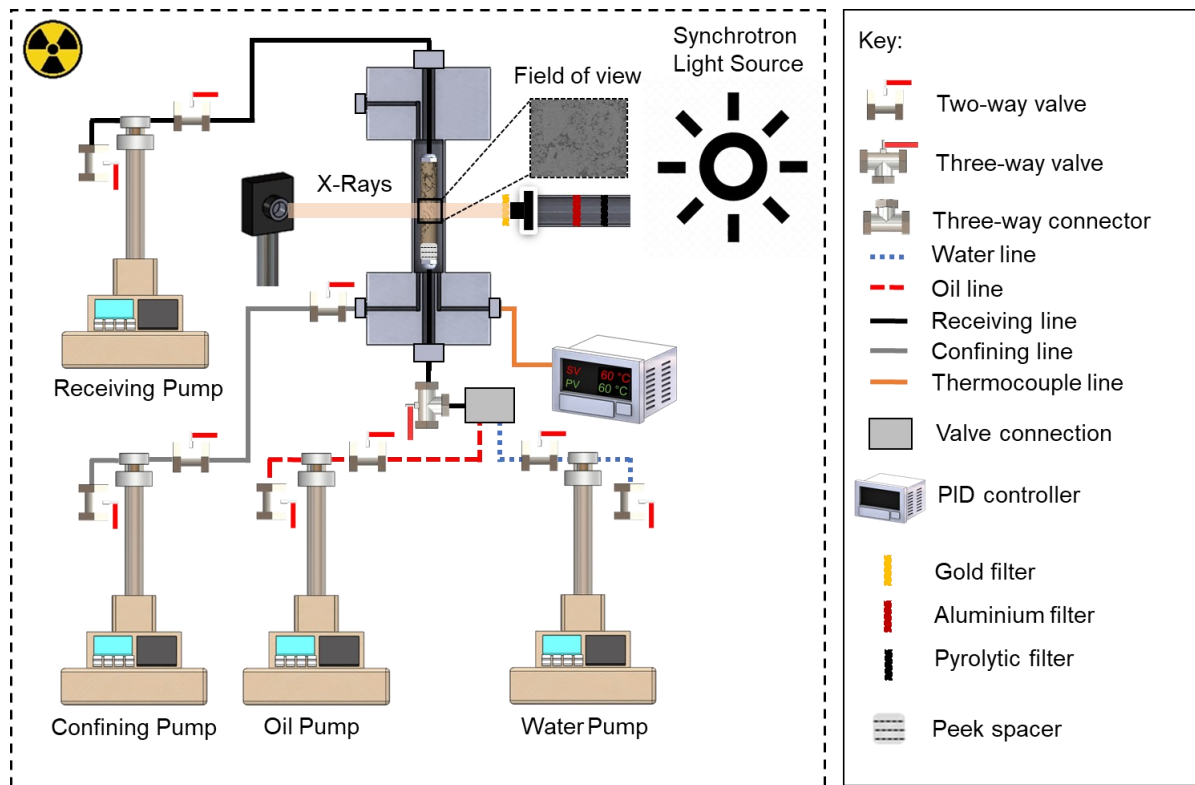 Synchrotron
Light Source
Field of view
X-Rays
Receiving Pump
SV 60 °C
PV 60 °C
Confining Pump
Oil Pump
Water Pump
Key:
Two-way valve
Three-way valve
Three-way connector
Water line
Oil line
Receiving line
Confining line
Thermocouple line
Valve connection
PID controller
Gold filter
Aluminium filter
Pyrolytic filter
Peek spacer